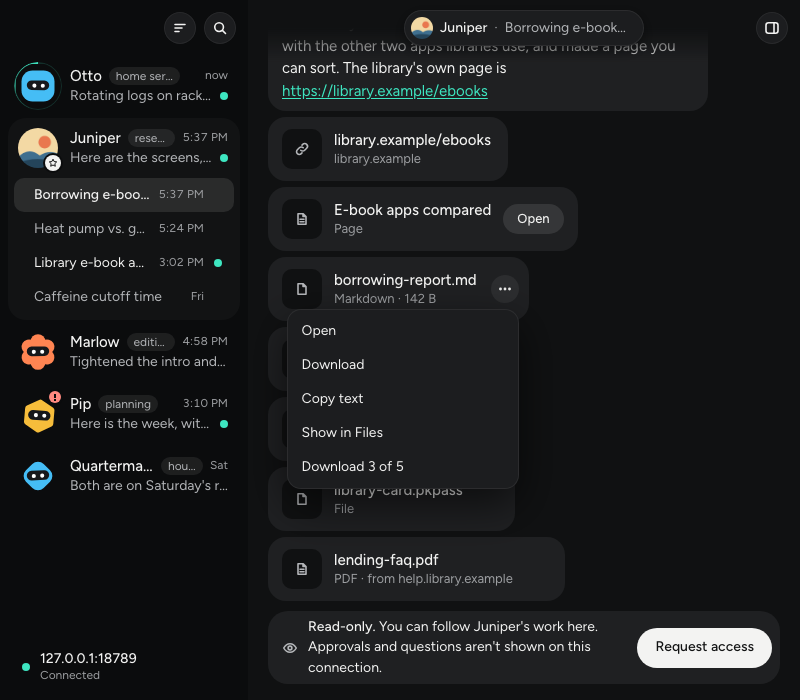 Otto home ser... now
Rotating logs on rack...
Juniper rese... 5:37 PM
Here are the screens,...
Borrowing e-boo... 5:37 PM
Heat pump vs. g... 5:24 PM
Library e-book a... 3:02 PM
Caffeine cutoff time Fri
Marlow editi... 4:58 PM
Tightened the intro and...
Pip planning 3:10 PM
Here is the week, wit...
Quarterma... hou... Sat
Both are on Saturday's r...
127.0.0.1:18789
Connected
Juniper · Borrowing e-book...
with the other two apps libraries use, and made a page you
can sort. The library's own page is
https://library.example/ebooks
library.example/ebooks
library.example
E-book apps compared
Page
Open
borrowing-report.md
Markdown · 142 B
Open
Download
Copy text
Show in Files
Download 3 of 5
library-card.pkpass
File
lending-faq.pdf
PDF · from help.library.example
Read-only. You can follow Juniper's work here.
Approvals and questions aren't shown on this
connection.
Request access